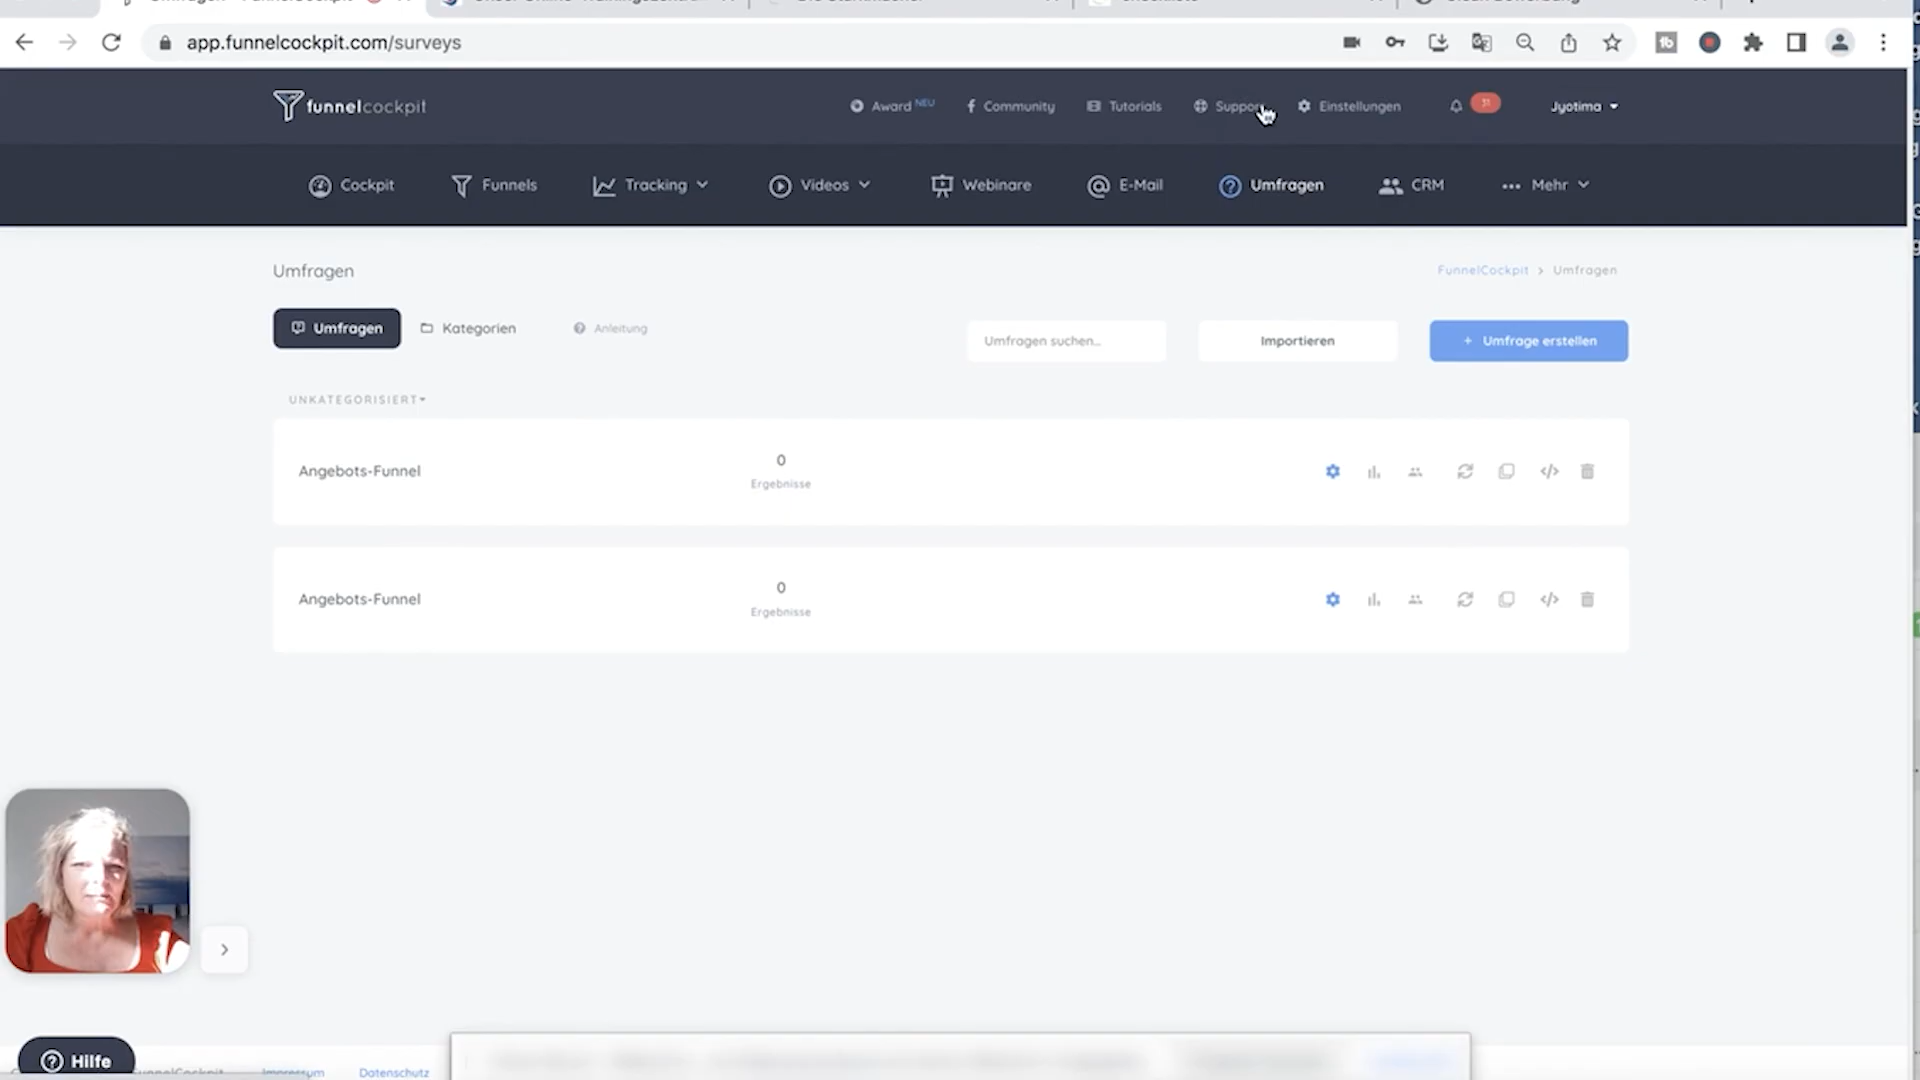 app.funnelcockpit.com/surveys
funnelcockpit
Award NEU
Community
Tutorials
Support
Einstellungen
Jyotima
Cockpit
Funnels
Tracking
Videos
Webinare
E-Mail
Umfragen
CRM
Mehr
Umfragen
FunnelCockpit > Umfragen
Umfragen
Kategorien
Anleitung
Umfragen suchen...
Importieren
+ Umfrage erstellen
UNKATEGORISIERT
Angebots-Funnel
0
Ergebnisse
Angebots-Funnel
0
Ergebnisse
Hilfe
FunnelCockpit
Impressum
Datenschutz